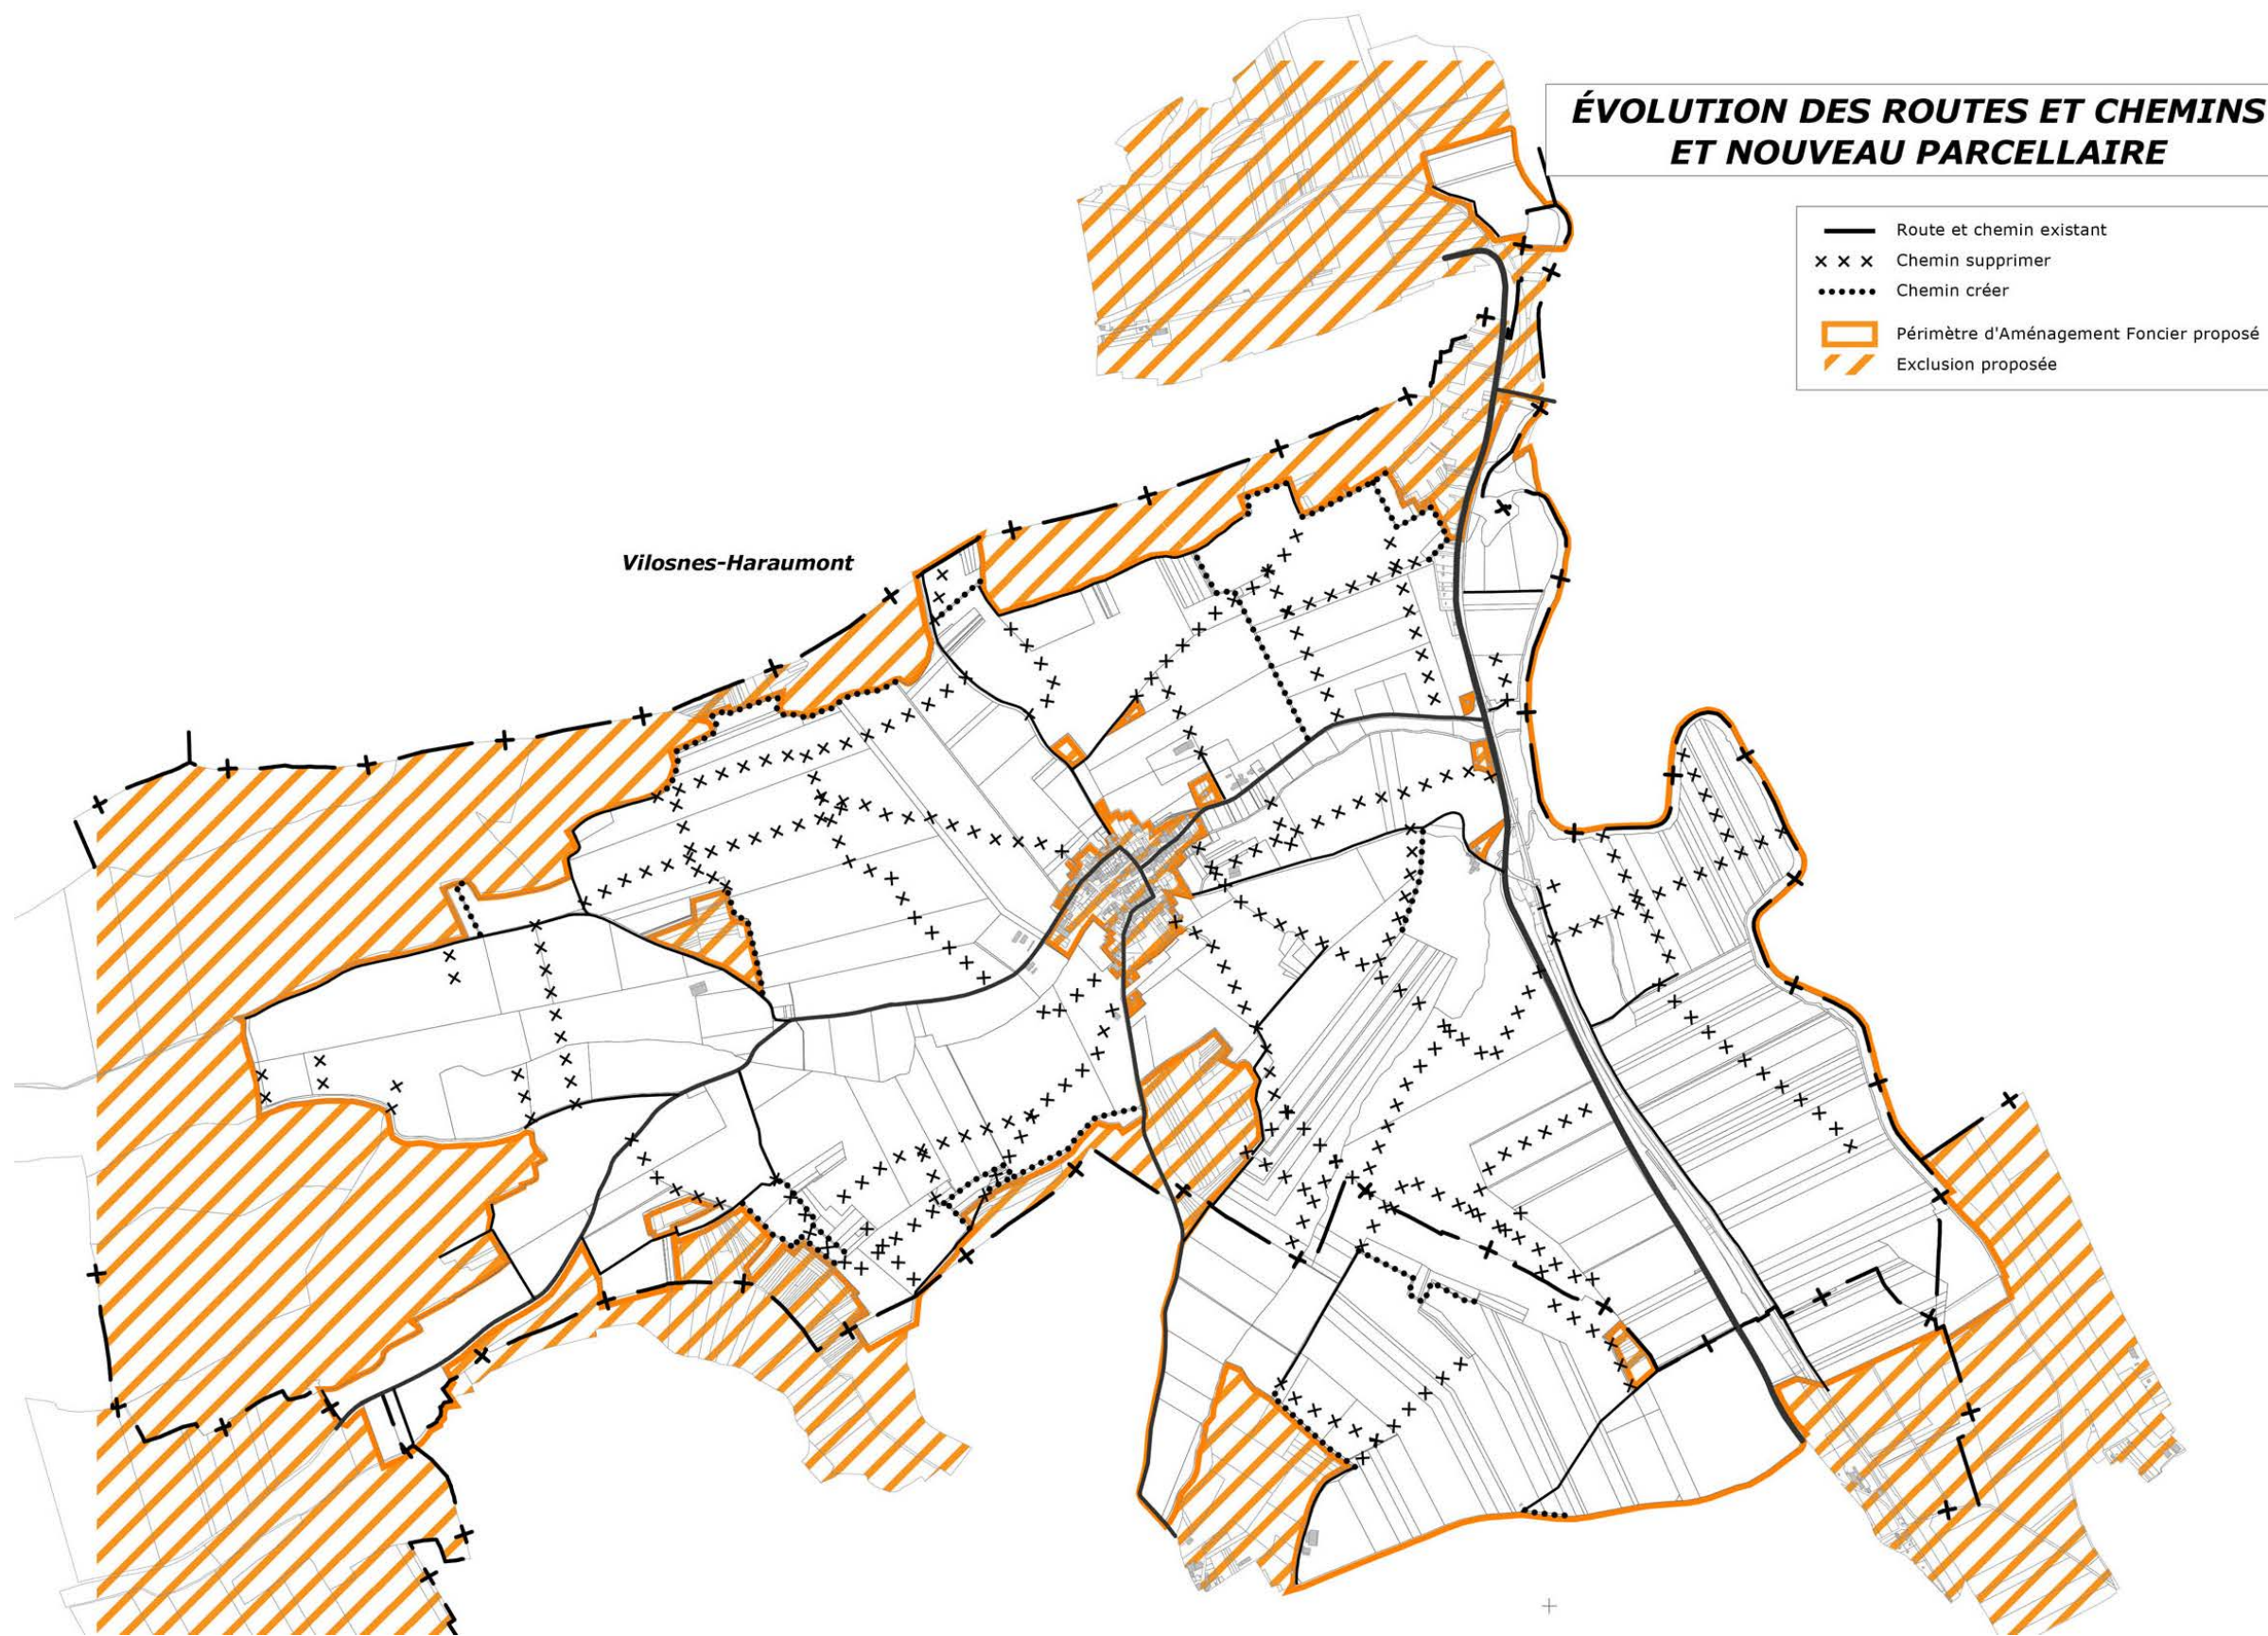 ÉVOLUTION DES ROUTES ET CHEMINS
ET NOUVEAU PARCELLAIRE
Route et chemin existant
Chemin supprimer
Chemin créer
Périmètre d'Aménagement Foncier proposé
Exclusion proposée
Vilosnes-Haraumont